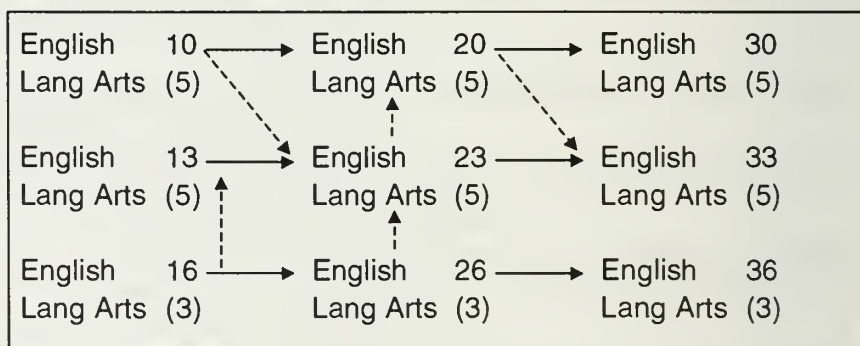 English 10 English 20 English 30
Lang Arts (5) Lang Arts (5) Lang Arts (5)
English 13 English 23 English 33
Lang Arts (5) Lang Arts (5) Lang Arts (5)
English 16 English 26 English 36
Lang Arts (3) Lang Arts (3) Lang Arts (3)